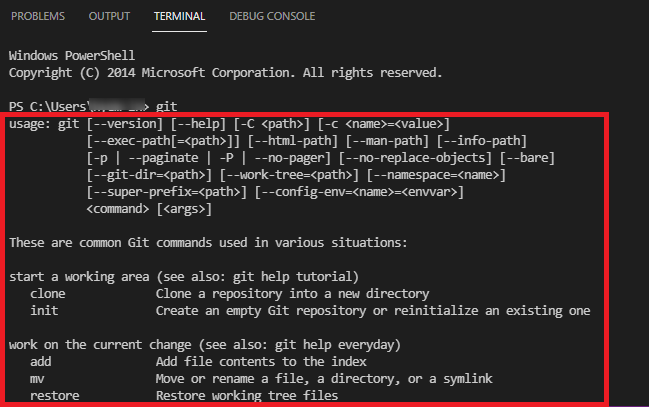 PROBLEMS OUTPUT TERMINAL DEBUG CONSOLE
Windows PowerShell
Copyright (C) 2014 Microsoft Corporation. All rights reserved.
PS C:\Users\ > git
usage: git [--version] [--help] [-C <path>] [-c <name>=<value>]
[--exec-path[=<path>]] [--html-path] [--man-path] [--info-path]
[-p | --paginate | -P | --no-pager] [--no-replace-objects] [--bare]
[--git-dir=<path>] [--work-tree=<path>] [--namespace=<name>]
[--super-prefix=<path>] [--config-env=<name>=<envvar>]
<command> [<args>]
These are common Git commands used in various situations:
start a working area (see also: git help tutorial)
clone Clone a repository into a new directory
init Create an empty Git repository or reinitialize an existing one
work on the current change (see also: git help everyday)
add Add file contents to the index
mv Move or rename a file, a directory, or a symlink
restore Restore working tree files